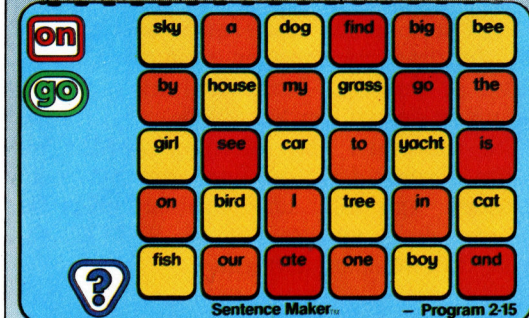 on
go
sky a dog find big bee
by house my grass go the
girl see car to yacht is
on bird I tree in cat
fish our ate one boy and
?
Sentence Maker™ – Program 2-15